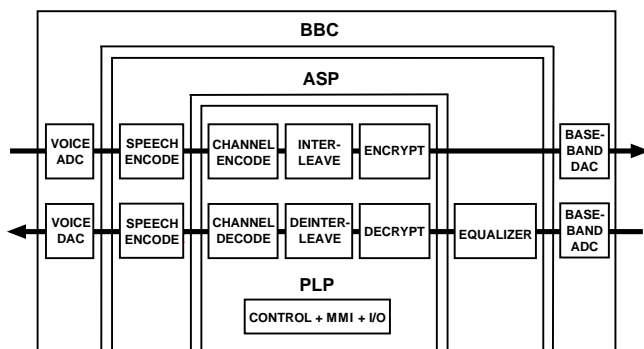 BBC
ASP
VOICE
ADC
SPEECH
ENCODE
CHANNEL
ENCODE
INTER-
LEAVE
ENCRYPT
BASE-
BAND
DAC
VOICE
DAC
SPEECH
ENCODE
CHANNEL
DECODE
DEINTER-
LEAVE
DECRYPT
EQUALIZER
BASE-
BAND
ADC
PLP
CONTROL + MMI + I/O